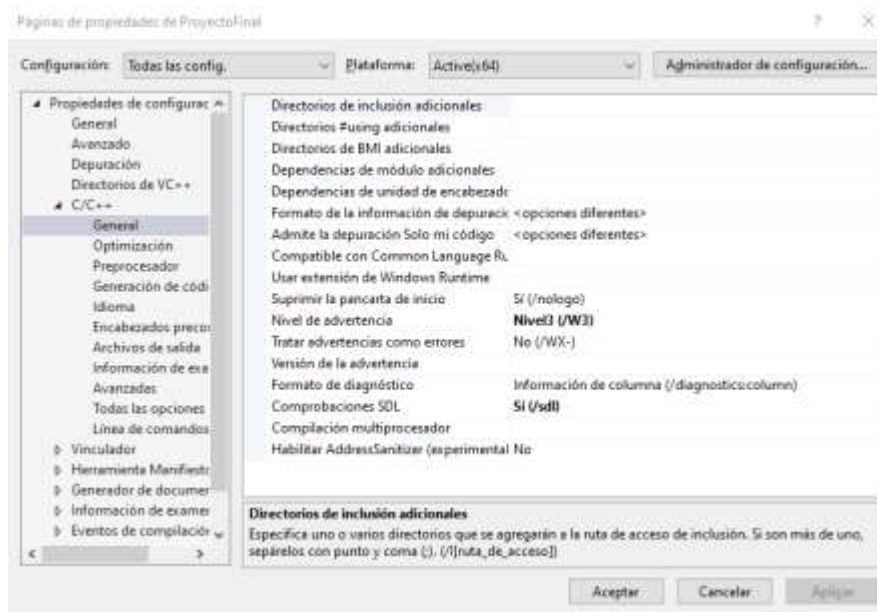 Páginas de propiedades de ProyectoFinal
? ×
Configuración: Todas las config. Plataforma: Active(x64) Administrador de configuración...
Propiedades de configurac
General
Avanzado
Depuración
Directorios de VC++
C/C++
General
Optimización
Preprocesador
Generación de códi
Idioma
Encabezados precor
Archivos de salida
Información de exa
Avanzadas
Todas las opciones
Línea de comandos
Vinculador
Herramienta Manifiesto
Generador de documer
Información de examer
Eventos de compilación
Directorios de inclusión adicionales
Directorios #using adicionales
Directorios de BMI adicionales
Dependencias de módulo adicionales
Dependencias de unidad de encabezado
Formato de la información de depuració <opciones diferentes>
Admite la depuración Solo mi código <opciones diferentes>
Compatible con Common Language Ru
Usar extensión de Windows Runtime
Suprimir la pancarta de inicio Sí (/nologo)
Nivel de advertencia Nivel3 (/W3)
Tratar advertencias como errores No (/WX-)
Versión de la advertencia
Formato de diagnóstico Información de columna (/diagnostics:column)
Comprobaciones SDL Sí (/sdl)
Compilación multiprocesador
Habilitar AddressSanitizer (experimental No
Directorios de inclusión adicionales
Especifica uno o varios directorios que se agregarán a la ruta de acceso de inclusión. Si son más de uno,
sepárelos con punto y coma (;). (/I[ruta_de_acceso])
Aceptar Cancelar Aplicar